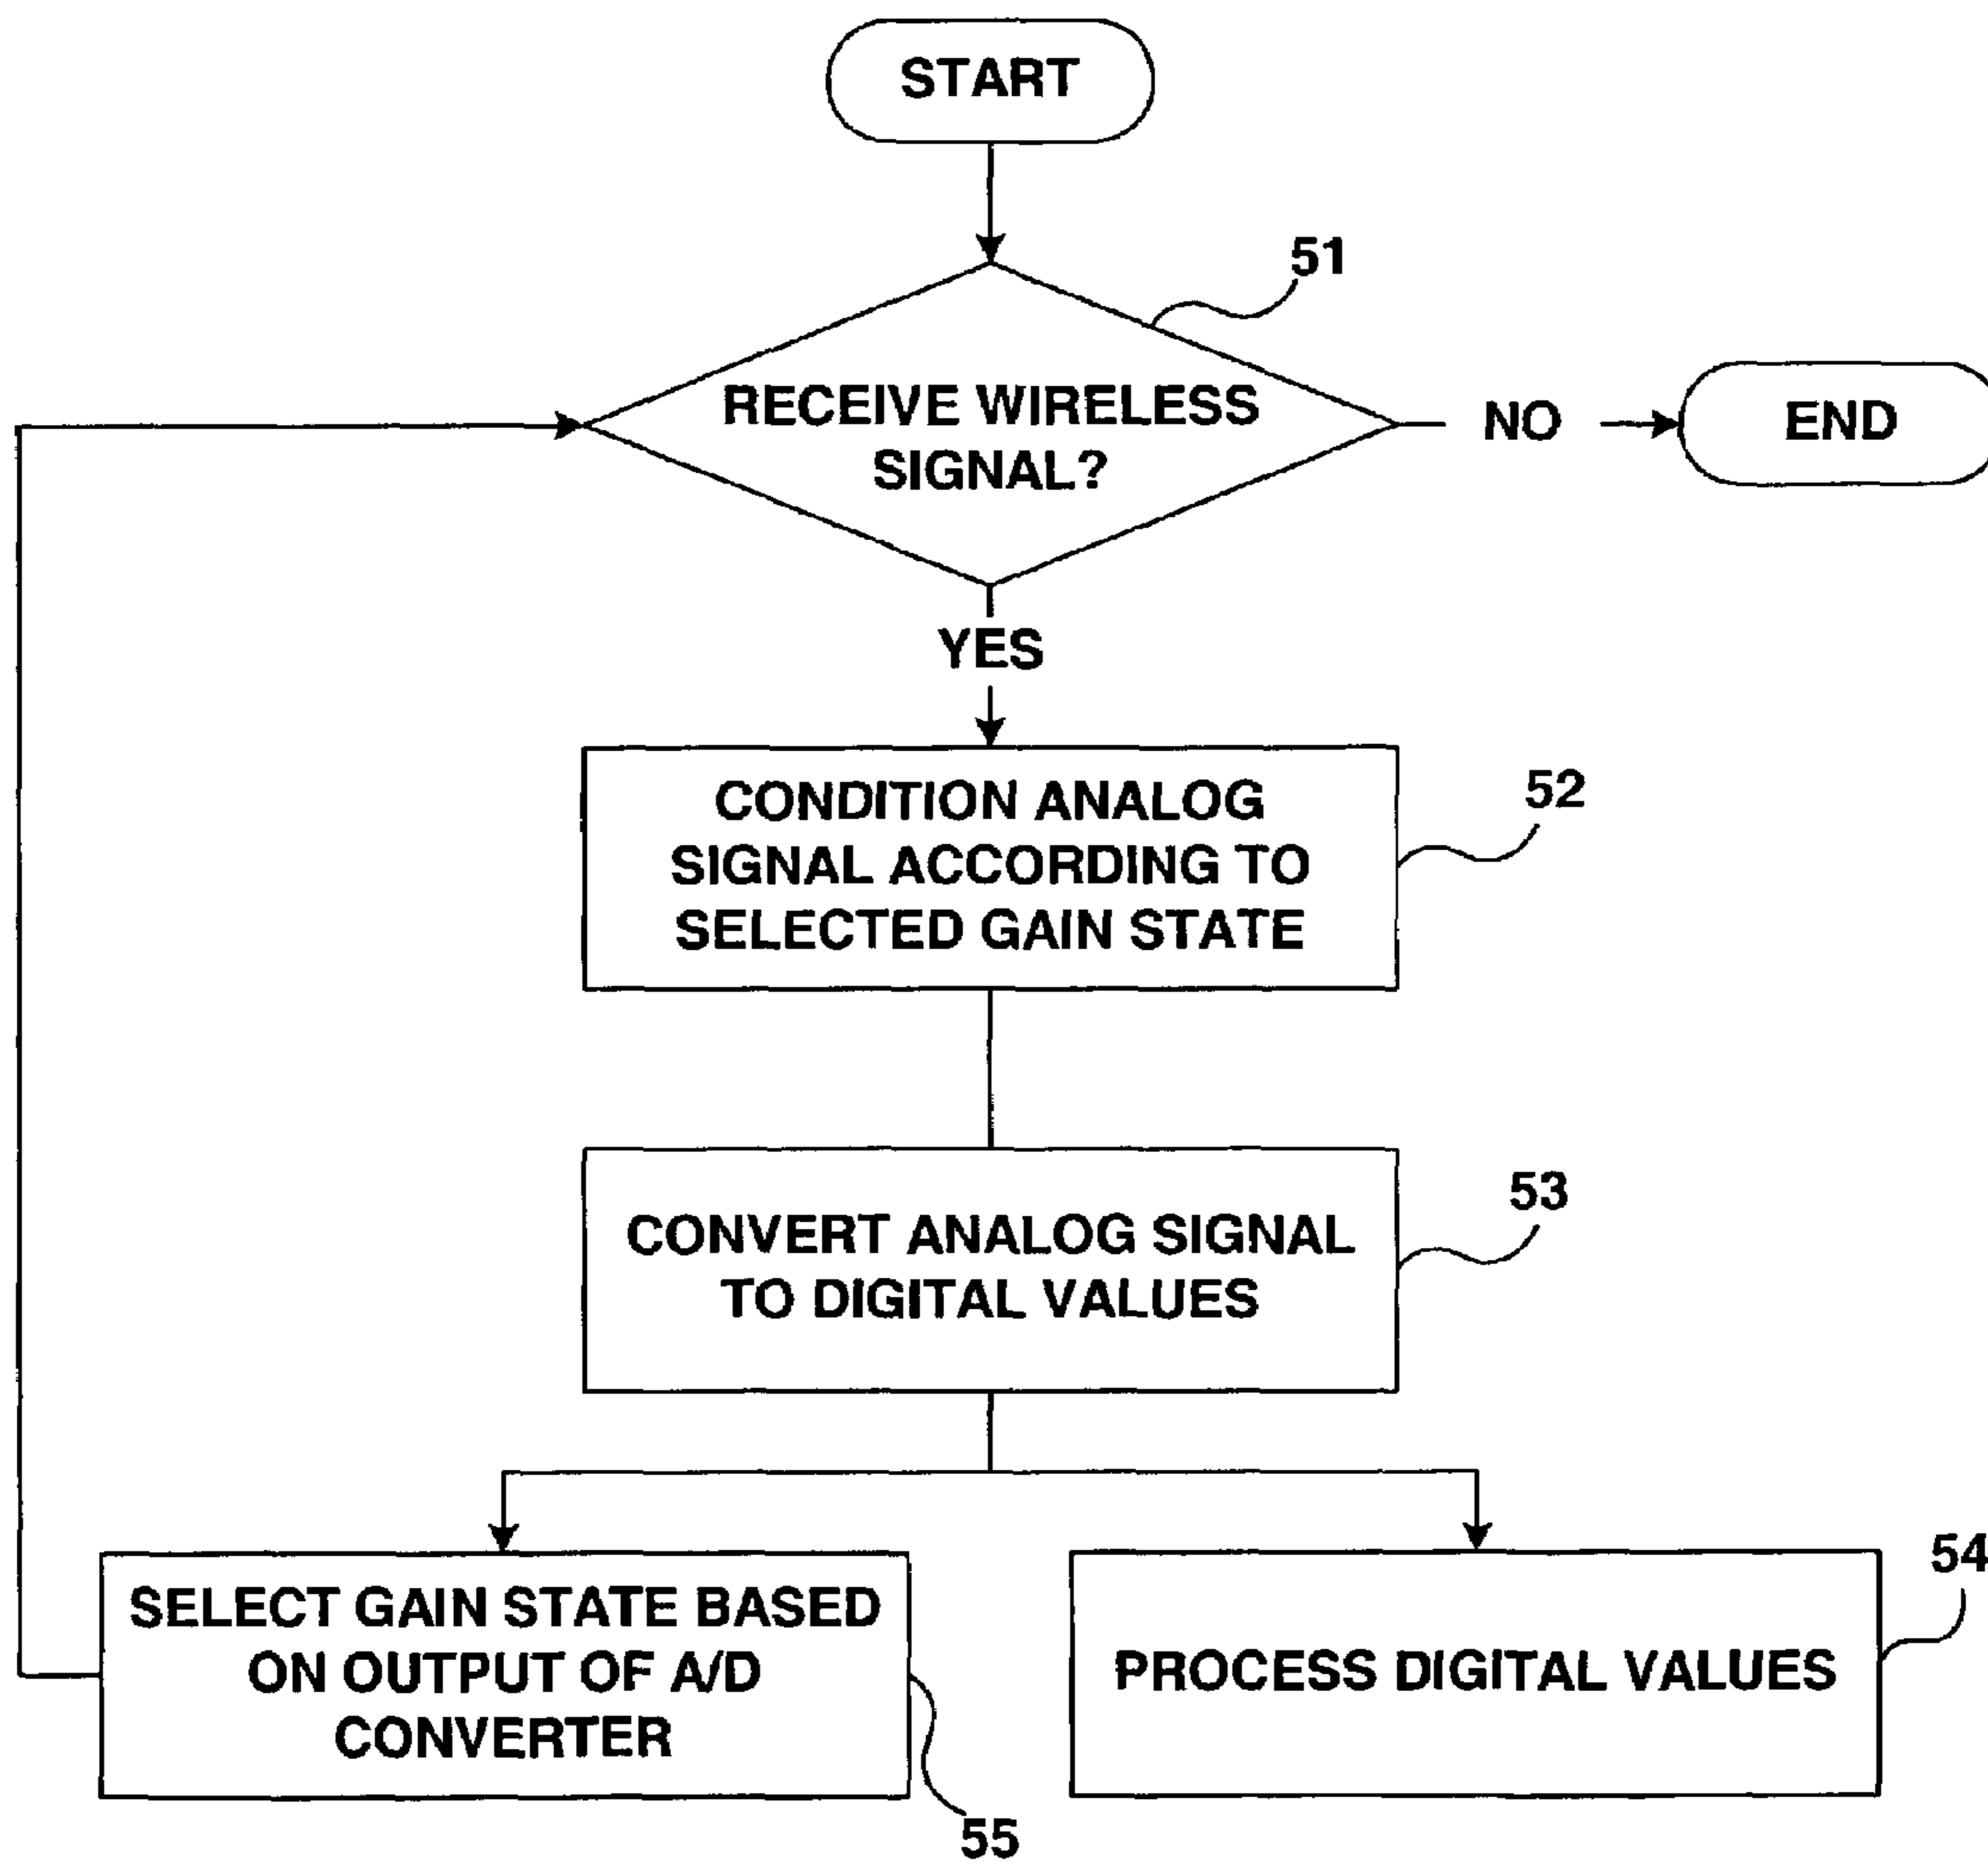 START
51
RECEIVE WIRELESS
SIGNAL?
NO
END
YES
CONDITION ANALOG
SIGNAL ACCORDING TO
SELECTED GAIN STATE
52
CONVERT ANALOG SIGNAL
TO DIGITAL VALUES
53
SELECT GAIN STATE BASED
ON OUTPUT OF A/D
CONVERTER
55
PROCESS DIGITAL VALUES
54